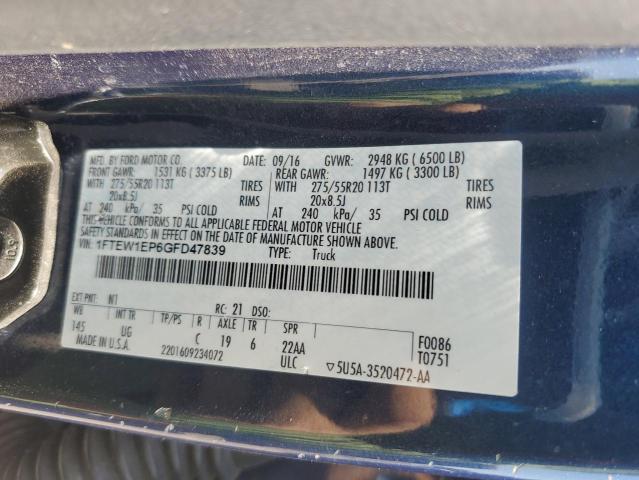 MFD. BY FORD MOTOR CO.
DATE: 09/16 GVWR: 2948 KG ( 6500 LB)
FRONT GAWR: 1531 KG ( 3375 LB)
REAR GAWR: 1497 KG ( 3300 LB)
WITH 275/55R20 113T TIRES
WITH 275/55R20 113T TIRES
20x8.5J RIMS
20x8.5J RIMS
AT 240 kPa/ 35 PSI COLD
AT 240 kPa/ 35 PSI COLD
THIS VEHICLE CONFORMS TO ALL APPLICABLE FEDERAL MOTOR VEHICLE
SAFETY STANDARDS IN EFFECT ON THE DATE OF MANUFACTURE SHOWN ABOVE.
1FTEW1EP6GFD47839 TYPE: Truck
EXT PNT: N1 RC: 21 DSO:
WB INT TR TP/PS R AXLE TR SPR
145 UG C 19 6 22AA F0086
MADE IN U.S.A. 2201609234072 ULC T0751
5U5A-3520472-AA